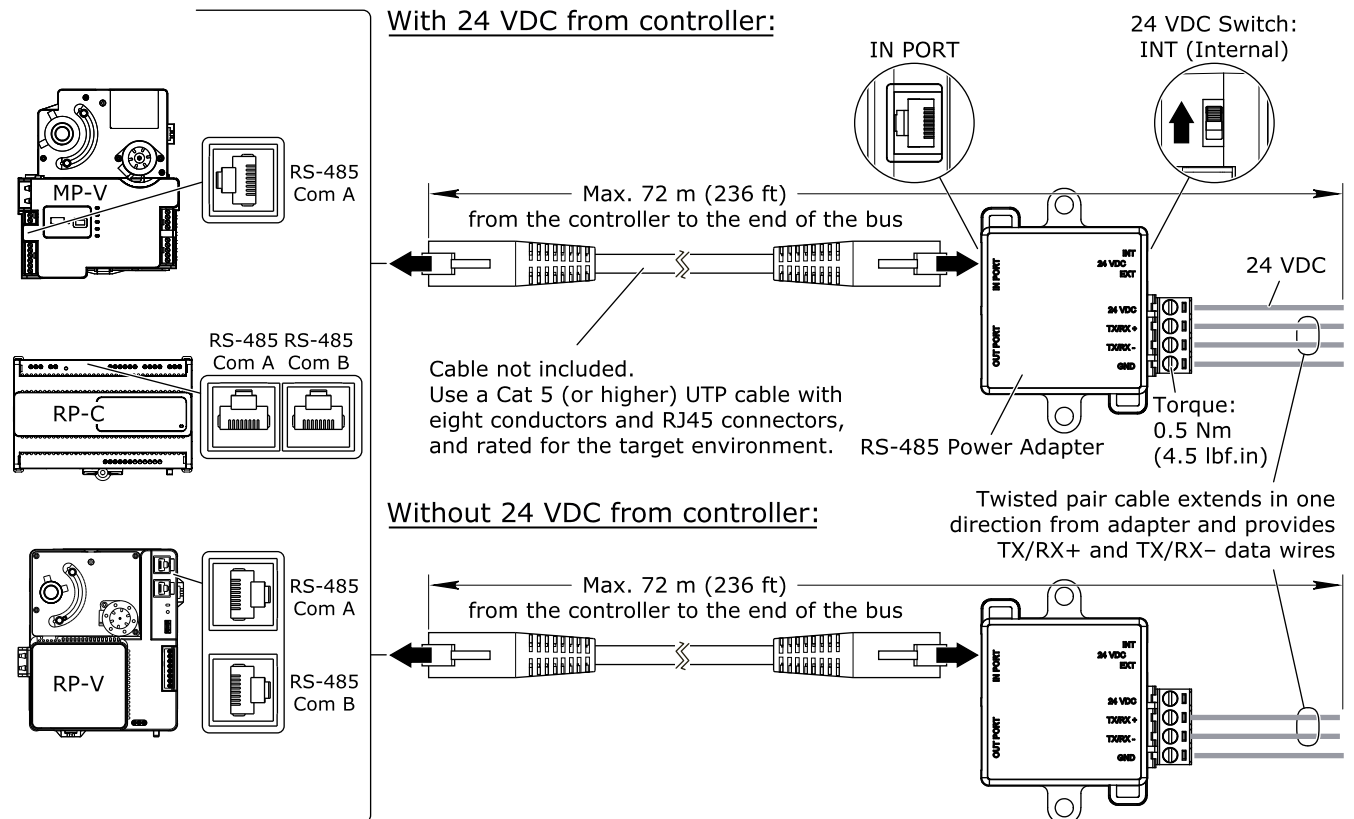 With 24 VDC from controller:
24 VDC Switch:
INT (Internal)
IN PORT
MP-V
RS-485
Com A
Max. 72 m (236 ft)
from the controller to the end of the bus
INT
24 VDC
EXT
IN PORT
OUT PORT
24 VDC
TX/RX +
TX/RX -
GND
24 VDC
RS-485 RS-485
Com A Com B
RP-C
Cable not included.
Use a Cat 5 (or higher) UTP cable with
eight conductors and RJ45 connectors,
and rated for the target environment.
RS-485 Power Adapter
Torque:
0.5 Nm
(4.5 lbf.in)
Twisted pair cable extends in one
direction from adapter and provides
TX/RX+ and TX/RX– data wires
Without 24 VDC from controller:
RP-V
RS-485
Com A
RS-485
Com B
Max. 72 m (236 ft)
from the controller to the end of the bus
INT
24 VDC
EXT
IN PORT
OUT PORT
24 VDC
TX/RX +
TX/RX -
GND